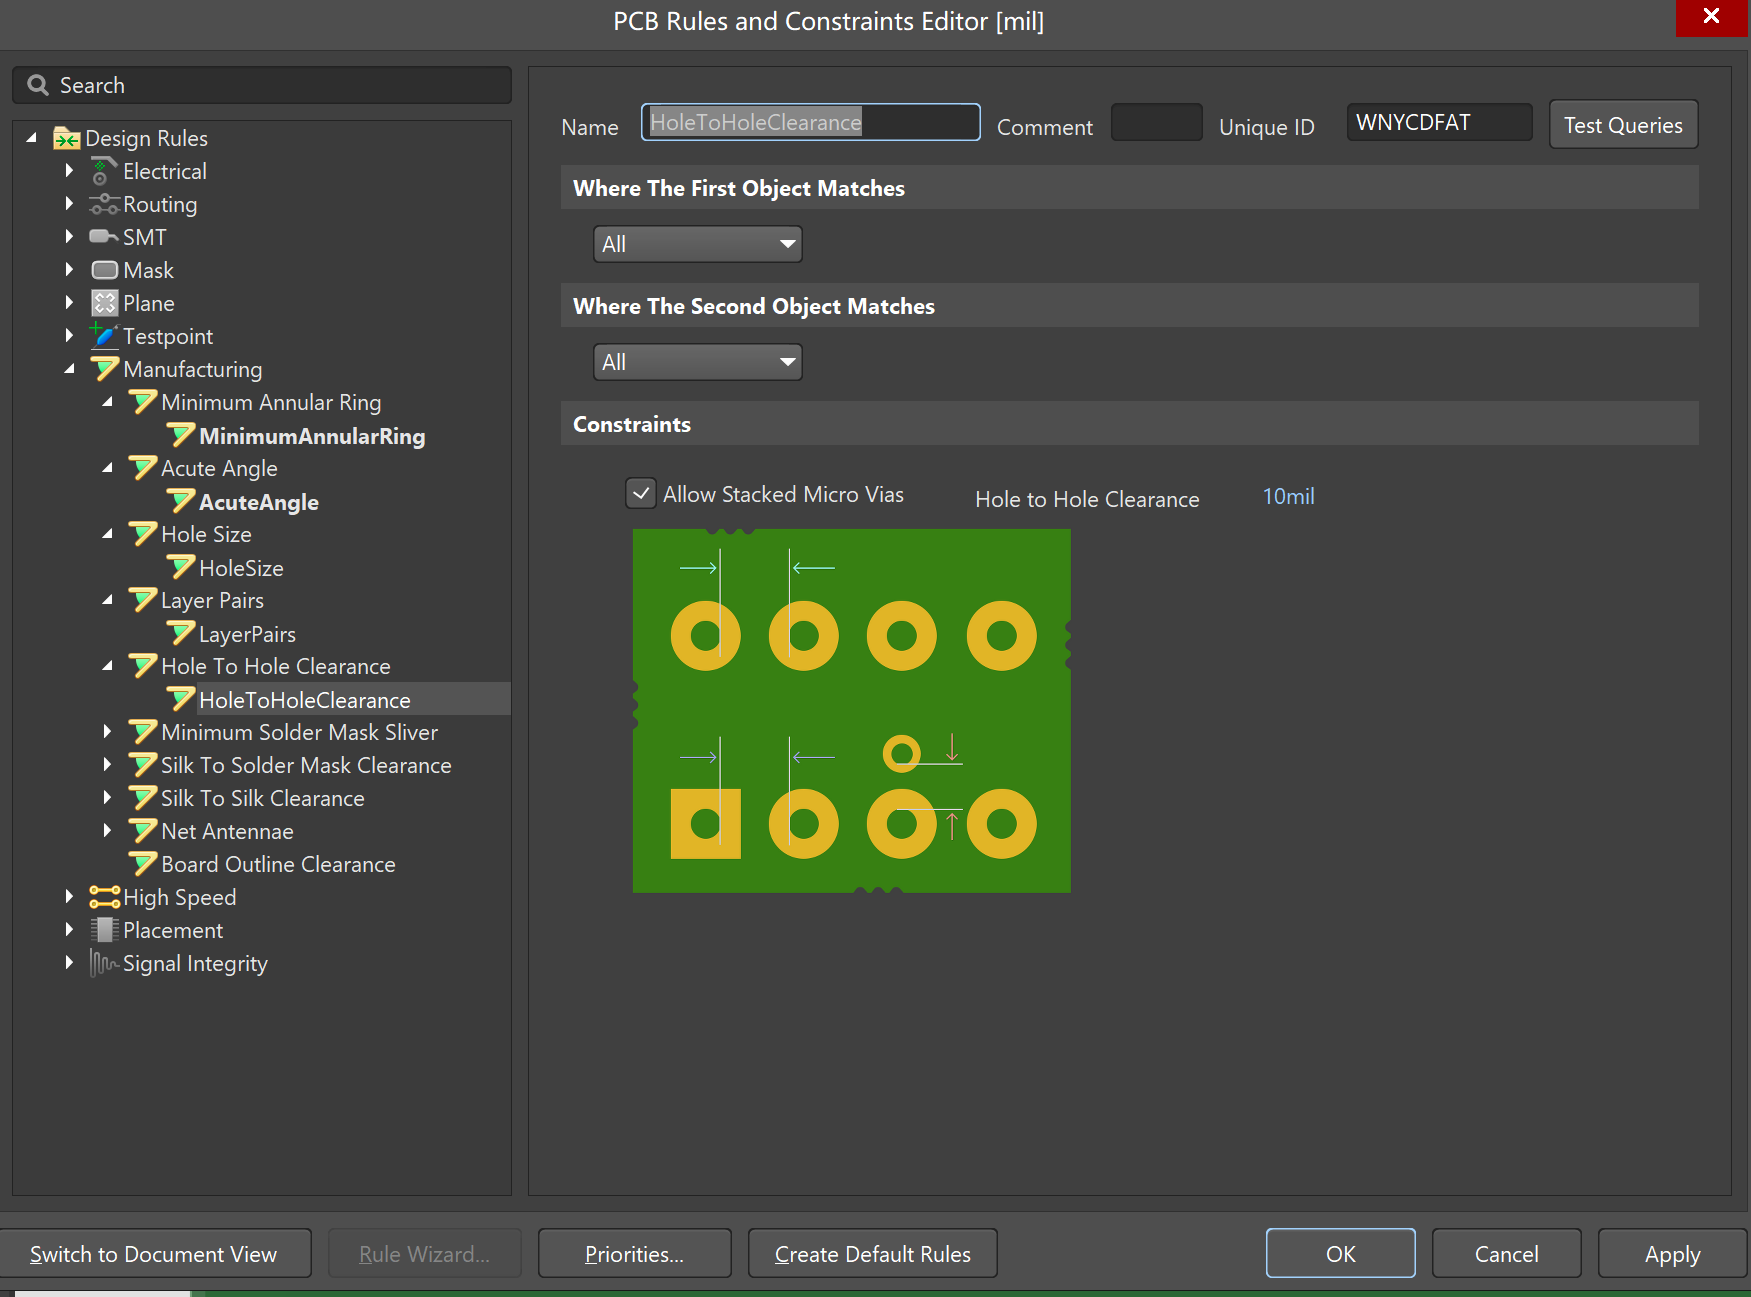 PCB Rules and Constraints Editor [mil]
Search
Design Rules
Electrical
Routing
SMT
Mask
Plane
Testpoint
Manufacturing
Minimum Annular Ring
MinimumAnnularRing
Acute Angle
AcuteAngle
Hole Size
HoleSize
Layer Pairs
LayerPairs
Hole To Hole Clearance
HoleToHoleClearance
Minimum Solder Mask Sliver
Silk To Solder Mask Clearance
Silk To Silk Clearance
Net Antennae
Board Outline Clearance
High Speed
Placement
Signal Integrity
Name HoleToHoleClearance Comment Unique ID WNYCDFAT Test Queries
Where The First Object Matches
All
Where The Second Object Matches
All
Constraints
Allow Stacked Micro Vias Hole to Hole Clearance 10mil
Switch to Document View Rule Wizard... Priorities... Create Default Rules OK Cancel Apply